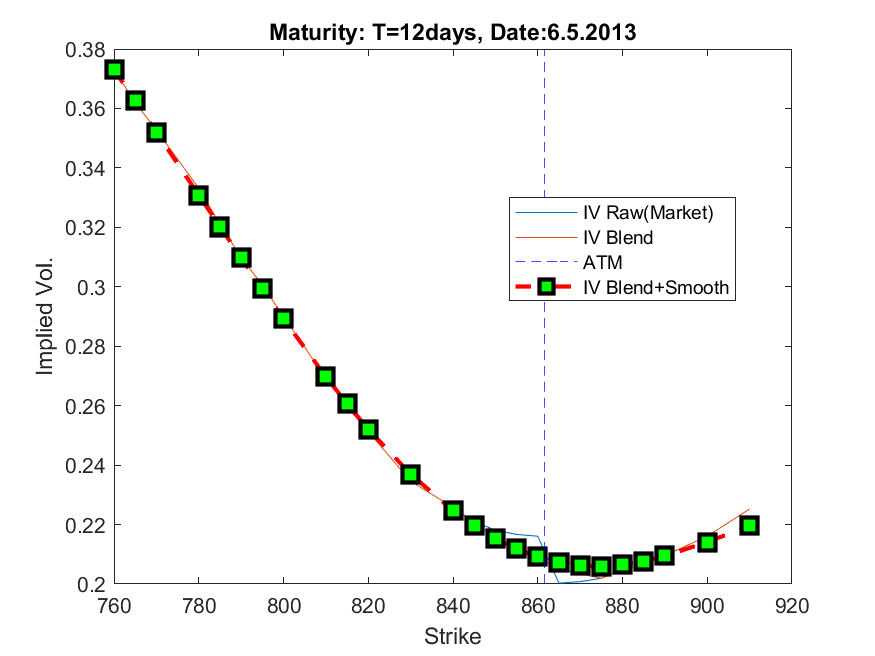 Maturity: T=12days, Date:6.5.2013
0.38
0.36
0.34
0.32
0.3
0.28
0.26
0.24
0.22
0.2
Implied Vol.
IV Raw(Market)
IV Blend
ATM
IV Blend+Smooth
760 780 800 820 840 860 880 900 920
Strike